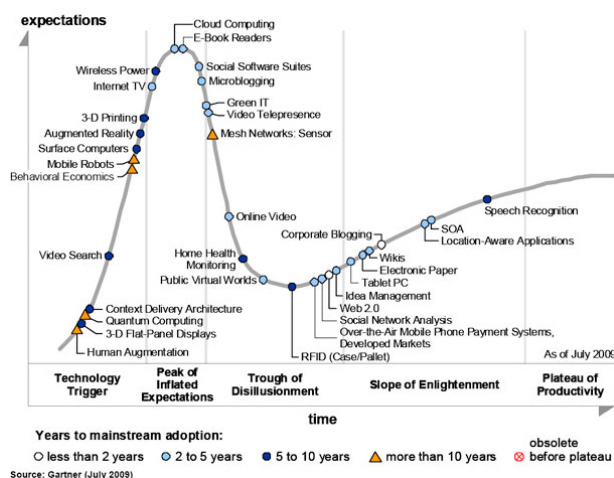 expectations
Cloud Computing
E-Book Readers
Wireless Power
Social Software Suites
Internet TV
Microblogging
Green IT
3-D Printing
Video Telepresence
Augmented Reality
Mesh Networks: Sensor
Surface Computers
Mobile Robots
Behavioral Economics
Speech Recognition
Online Video
SOA
Corporate Blogging
Location-Aware Applications
Video Search
Home Health
Monitoring
Wikis
Electronic Paper
Public Virtual Worlds
Tablet PC
Idea Management
Context Delivery Architecture
Web 2.0
Quantum Computing
Social Network Analysis
3-D Flat-Panel Displays
Over-the-Air Mobile Phone Payment Systems,
Developed Markets
Human Augmentation
RFID (Case/Pallet)
As of July 2009
Technology
Trigger
Peak of
Inflated
Expectations
Trough of
Disillusionment
Slope of Enlightenment
Plateau of
Productivity
time
Years to mainstream adoption:
less than 2 years
2 to 5 years
5 to 10 years
more than 10 years
obsolete
before plateau
Source: Gartner (July 2009)